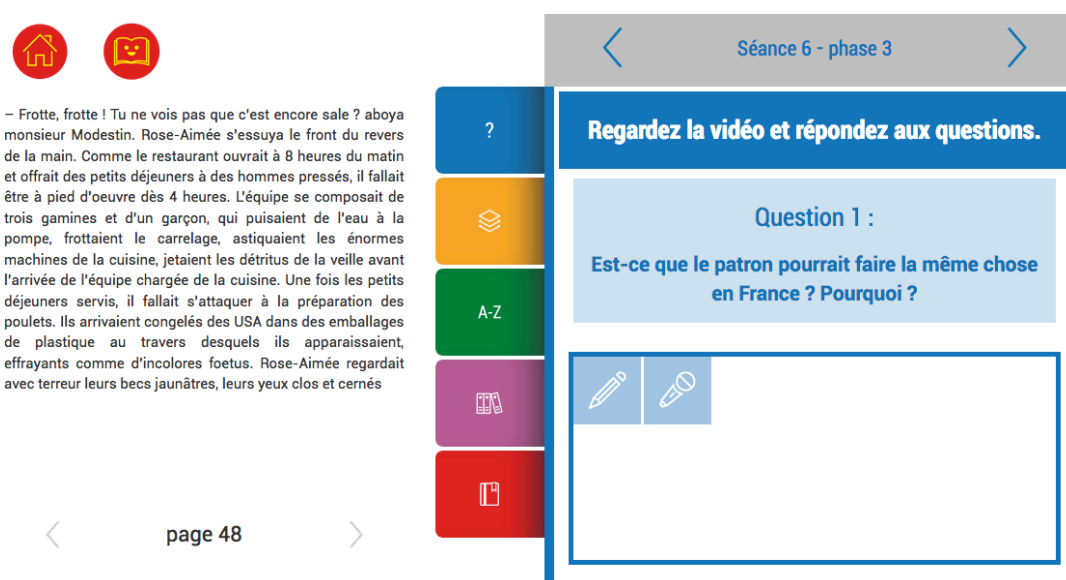 – Frotte, frotte ! Tu ne vois pas que c'est encore sale ? aboya
monsieur Modestin. Rose-Aimée s'essuya le front du revers
de la main. Comme le restaurant ouvrait à 8 heures du matin
et offrait des petits déjeuners à des hommes pressés, il fallait
être à pied d'oeuvre dès 4 heures. L'équipe se composait de
trois gamines et d'un garçon, qui puisaient de l'eau à la
pompe, frottaient le carrelage, astiquaient les énormes
machines de la cuisine, jetaient les détritus de la veille avant
l'arrivée de l'équipe chargée de la cuisine. Une fois les petits
déjeuners servis, il fallait s'attaquer à la préparation des
poulets. Ils arrivaient congelés des USA dans des emballages
de plastique au travers desquels ils apparaissaient,
effrayants comme d'incolores foetus. Rose-Aimée regardait
avec terreur leurs becs jaunâtres, leurs yeux clos et cernés
page 48
?
A-Z
Séance 6 - phase 3
Regardez la vidéo et répondez aux questions.
Question 1 :
Est-ce que le patron pourrait faire la même chose
en France ? Pourquoi ?